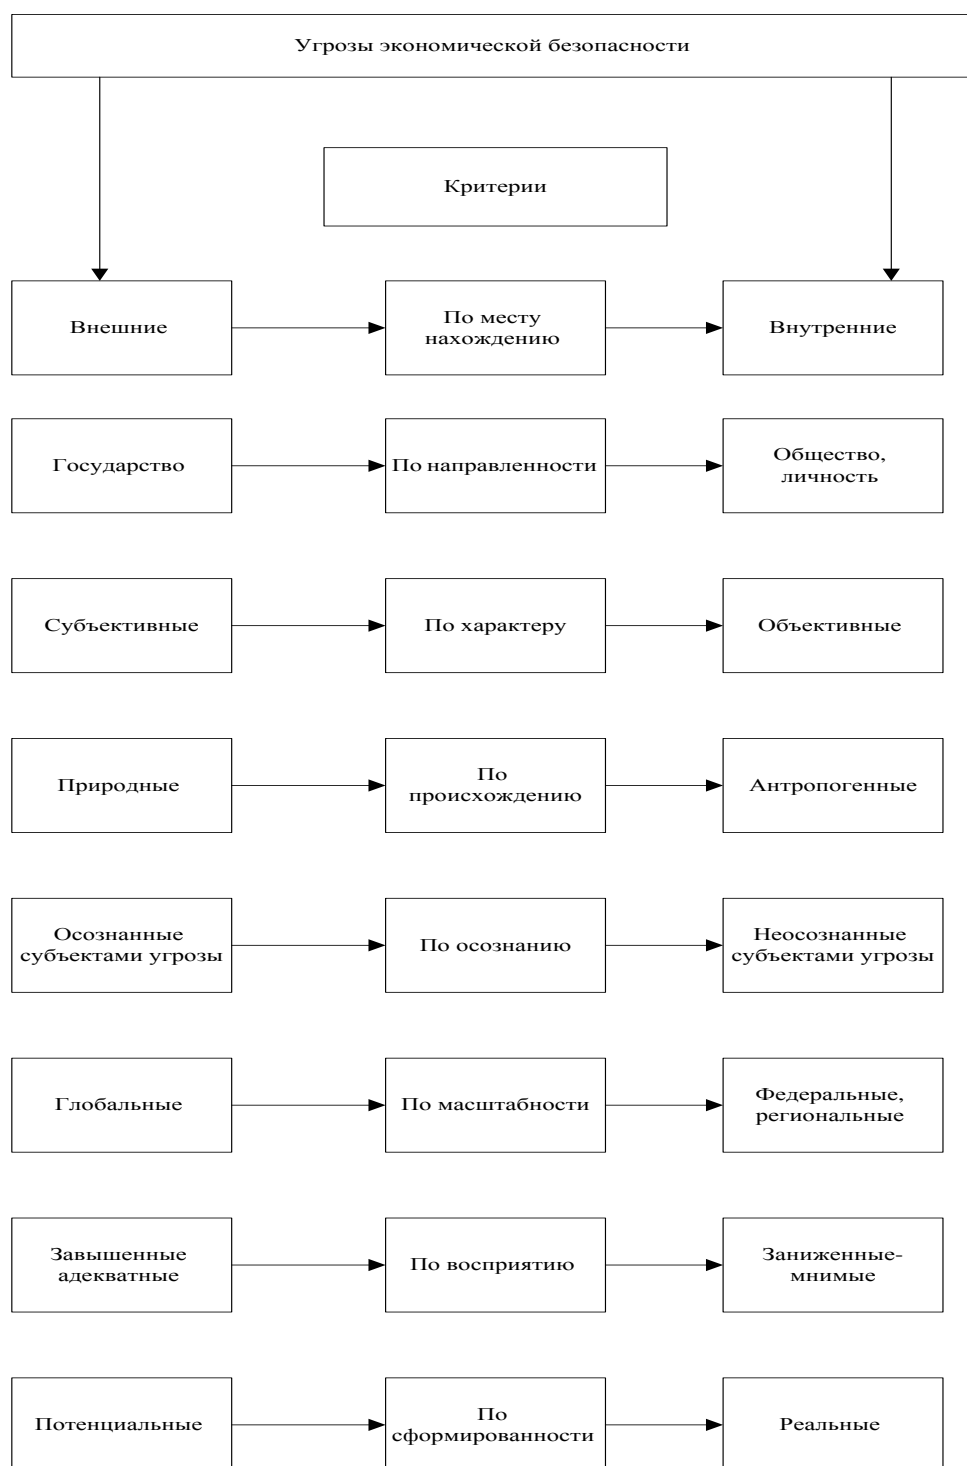 Угрозы экономической безопасности
Критерии
Внешние
По месту
нахождению
Внутренние
Государство
По направленности
Общество,
личность
Субъективные
По характеру
Объективные
Природные
По
происхождению
Антропогенные
Осознанные
субъектами угрозы
По осознанию
Неосознанные
субъектами угрозы
Глобальные
По масштабности
Федеральные,
региональные
Завышенные
адекватные
По восприятию
Заниженные-
мнимые
Потенциальные
По
сформированности
Реальные